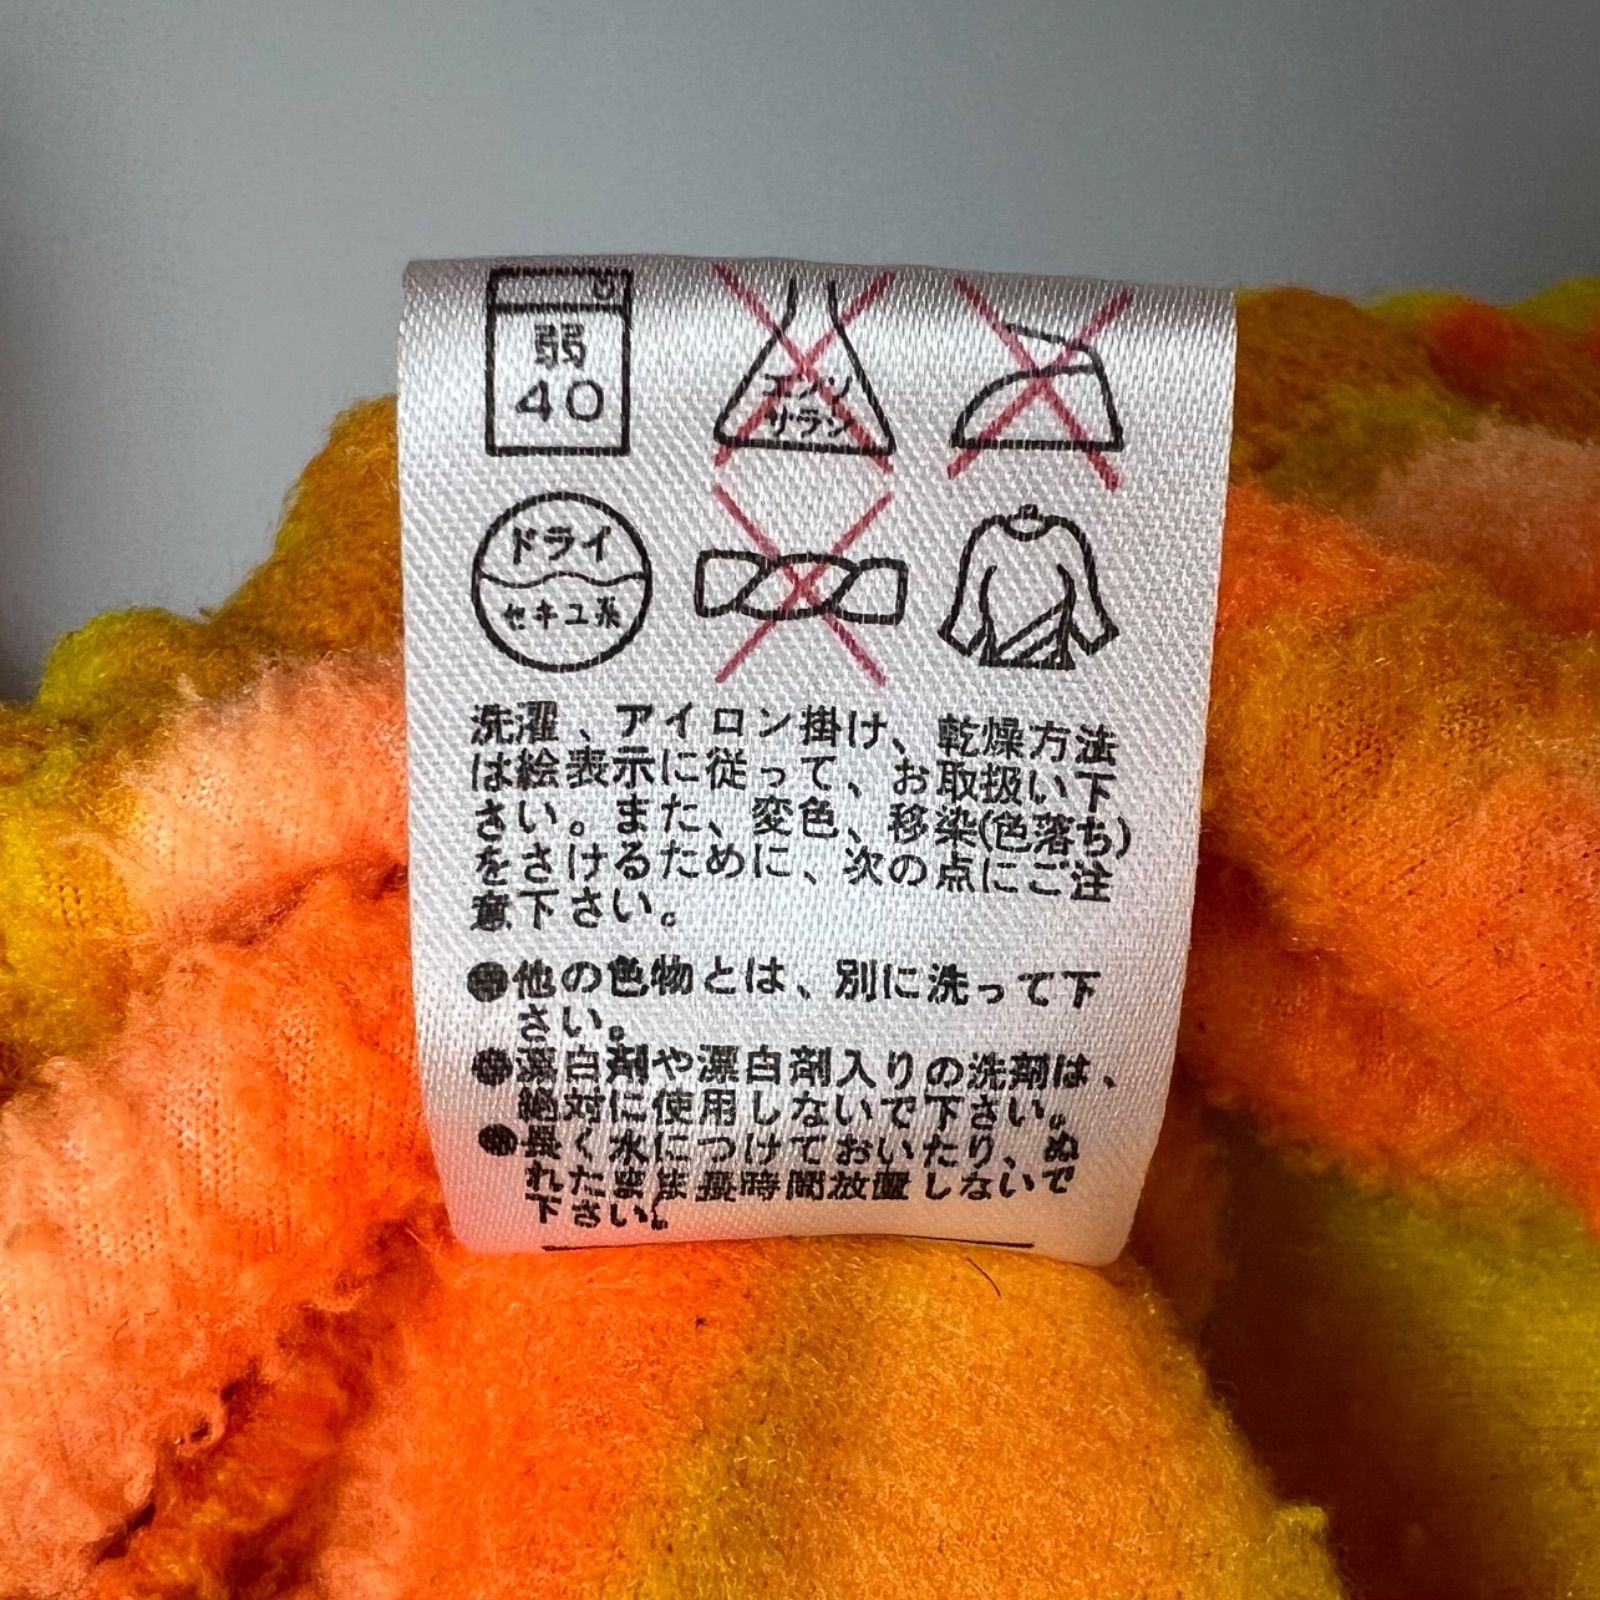 弱
40
エンソ
サラシ
ドライ
セキユ系
洗濯、アイロン掛け、乾燥方法
は絵表示に従って、お取扱い下
さい。また、変色、移染(色落ち)
をさけるために、次の点にご注
意下さい。
●他の色物とは、別に洗って下
さい。
●漂白剤や漂白剤入りの洗剤は、
絶対に使用しないで下さい。
●長く水につけておいたり、ぬ
れたまま長時間放置しないで
下さい。